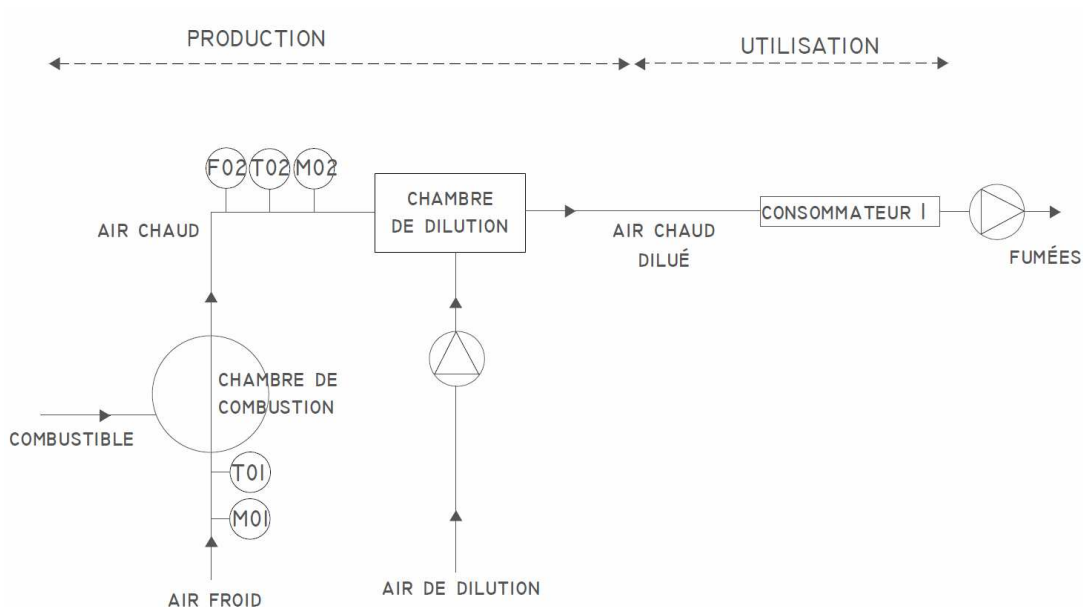 PRODUCTION
UTILISATION
F02
T02
M02
CHAMBRE
DE DILUTION
AIR CHAUD
CONSOMMATEUR 1
AIR CHAUD
DILUÉ
FUMÉES
CHAMBRE DE
COMBUSTION
COMBUSTIBLE
T01
M01
AIR FROID
AIR DE DILUTION